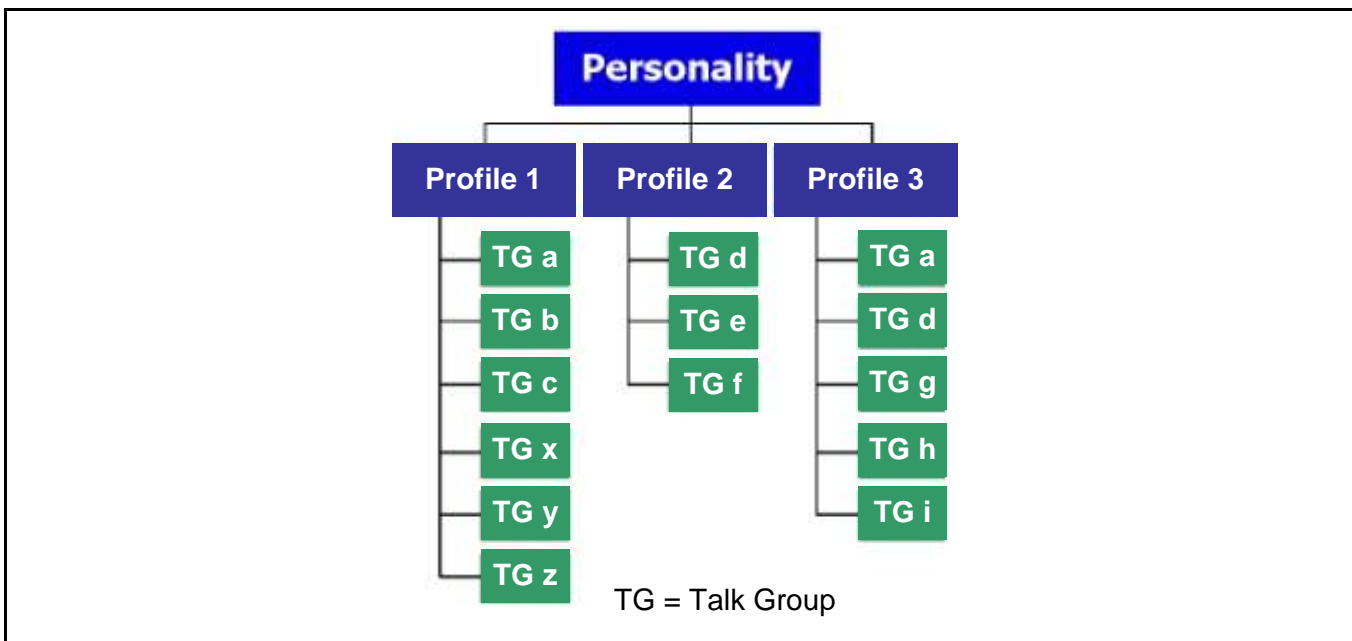 Personality
Profile 1
TG a
TG b
TG c
TG x
TG y
TG z
Profile 2
TG d
TG e
TG f
Profile 3
TG a
TG d
TG g
TG h
TG i
TG = Talk Group